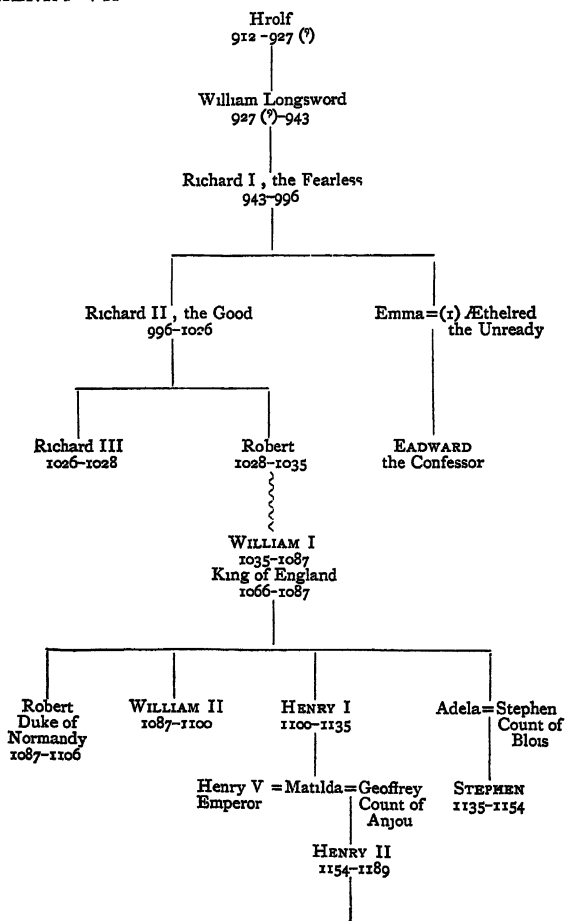 Hrolf
912-927 (?)
William Longsword
927 (?)-943
Richard I, the Fearless
943-996
Richard II, the Good
996-1026
Emma=(1) Æthelred
the Unready
Richard III
1026-1028
Robert
1028-1035
EADWARD
the Confessor
WILLIAM I
1035-1087
King of England
1066-1087
Robert
Duke of
Normandy
1087-1106
WILLIAM II
1087-1100
HENRY I
1100-1135
Adela=Stephen
Count of
Blois
Henry V =Matilda= Geoffrey
Emperor
Count of
Anjou
STEPHEN
1135-1154
HENRY II
1154-1189